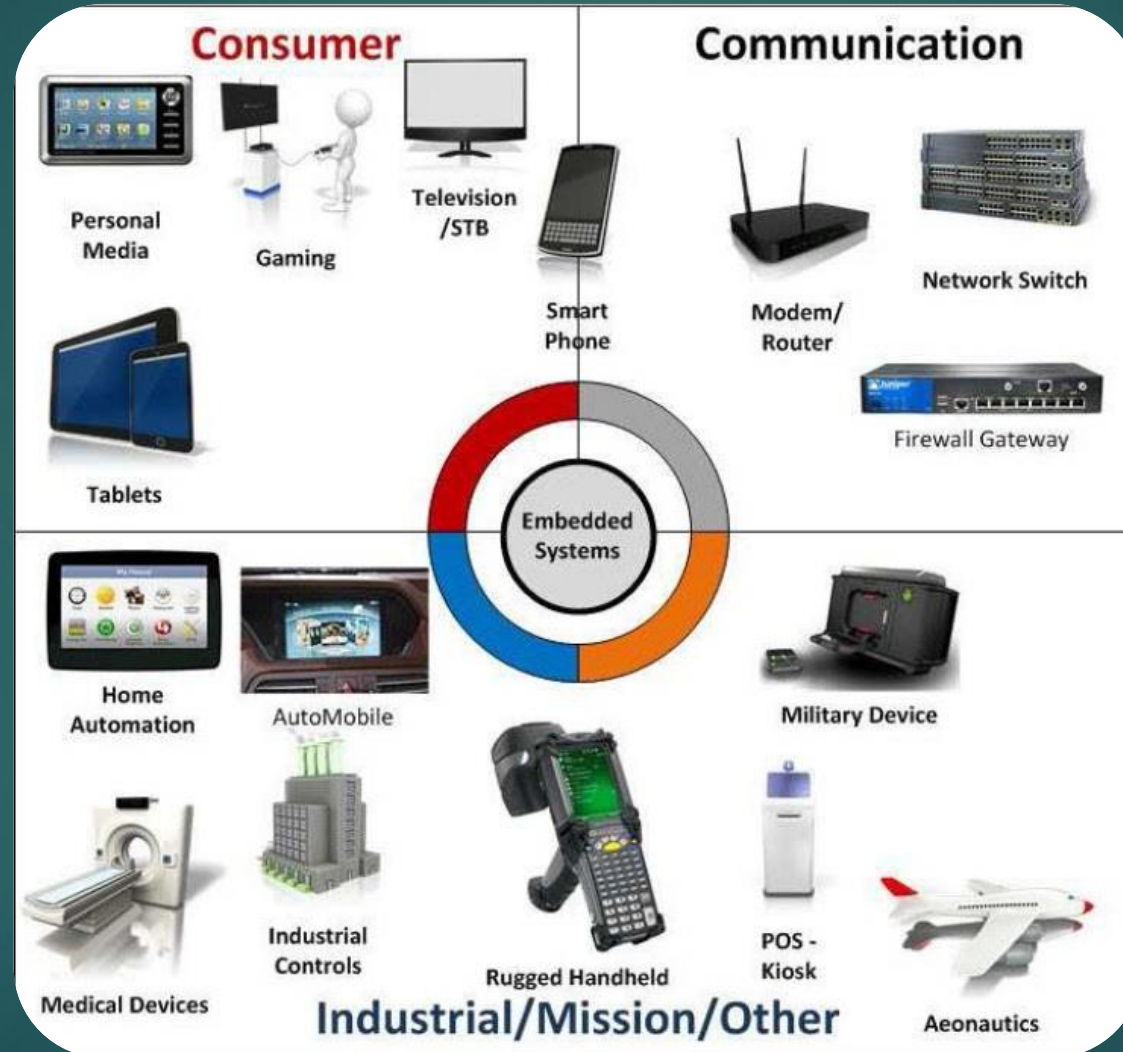 Consumer
Communication
Personal
Media
Gaming
Television
/STB
Smart
Phone
Modem/
Router
Network Switch
Juniper
Firewall Gateway
Tablets
Embedded
Systems
Home
Automation
AutoMobile
Military Device
Medical Devices
Industrial
Controls
Rugged Handheld
POS -
Kiosk
Aeonautics
Industrial/Mission/Other